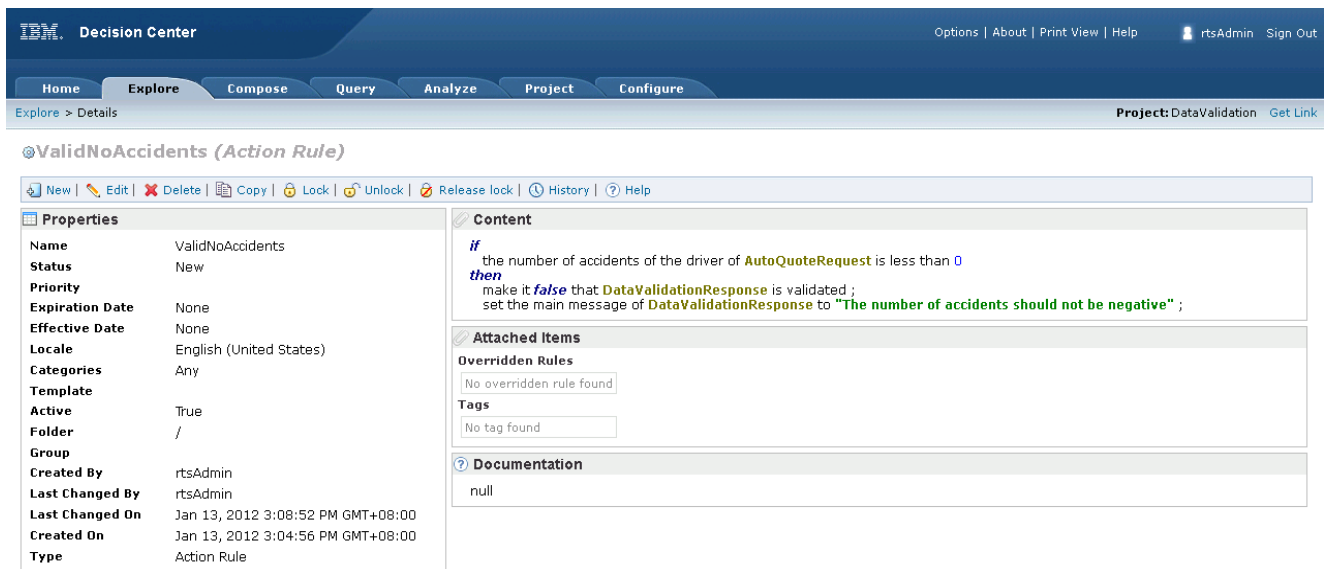 IBM. Decision Center
Options | About | Print View | Help rtsAdmin Sign Out
Home Explore Compose Query Analyze Project Configure
Explore > Details
Project: DataValidation Get Link
ValidNoAccidents (Action Rule)
New | Edit | Delete | Copy | Lock | Unlock | Release lock | History | Help
Properties
Name ValidNoAccidents
Status New
Priority
Expiration Date None
Effective Date None
Locale English (United States)
Categories Any
Template
Active True
Folder /
Group
Created By rtsAdmin
Last Changed By rtsAdmin
Last Changed On Jan 13, 2012 3:08:52 PM GMT+08:00
Created On Jan 13, 2012 3:04:56 PM GMT+08:00
Type Action Rule
Content
if
the number of accidents of the driver of AutoQuoteRequest is less than 0
then
make it false that DataValidationResponse is validated ;
set the main message of DataValidationResponse to "The number of accidents should not be negative" ;
Attached Items
Overridden Rules
No overridden rule found
Tags
No tag found
Documentation
null